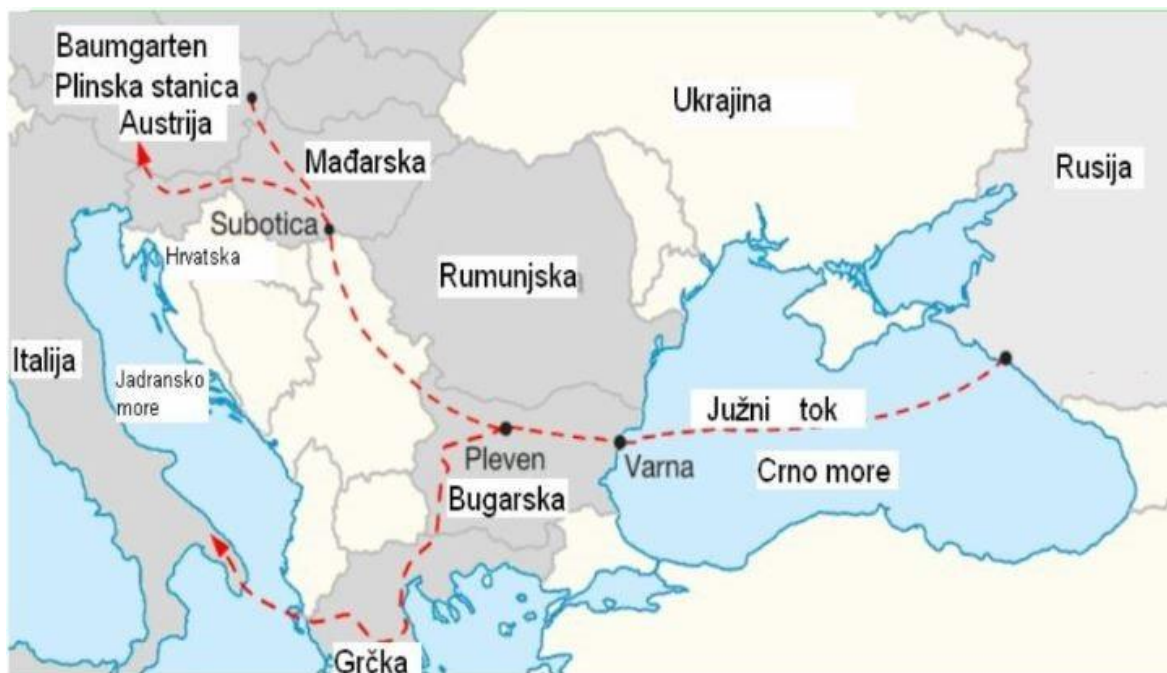 Baumgarten
Plinska stanica
Austrija
Ukrajina
Mađarska
Rusija
Subotica
Hrvatska
Rumunjska
Italija
Jadransko
more
Južni tok
Pleven
Varna
Crno more
Bugarska
Grčka